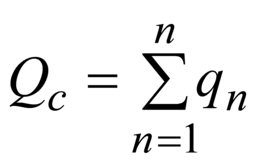 Q_c = \sum_{n=1}^{n} q_n